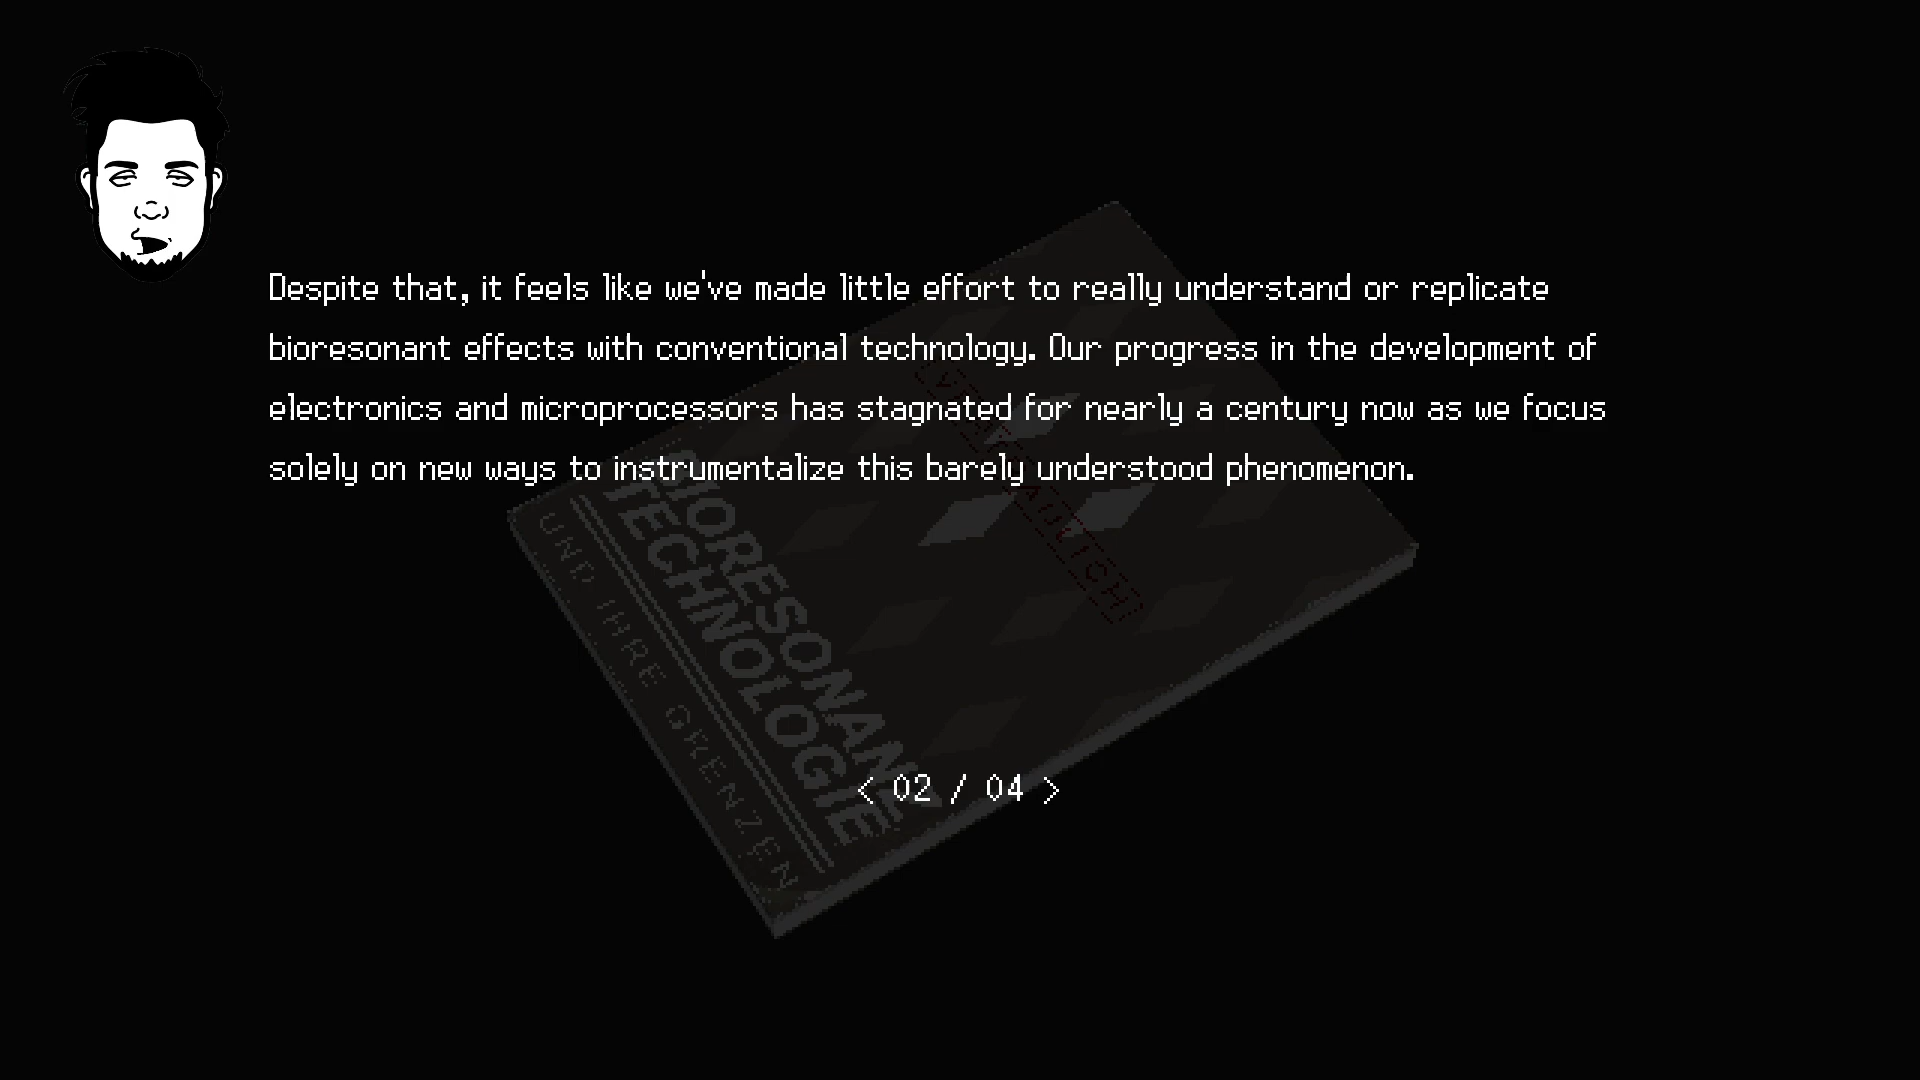 Despite that, it feels like we've made little effort to really understand or replicate
bioresonant effects with conventional technology. Our progress in the development of
electronics and microprocessors has stagnated for nearly a century now as we focus
solely on new ways to instrumentalize this barely understood phenomenon.
BIORESONANZ
TECHNOLOGIE
UND IHRE GRENZEN
< 02 / 04 >